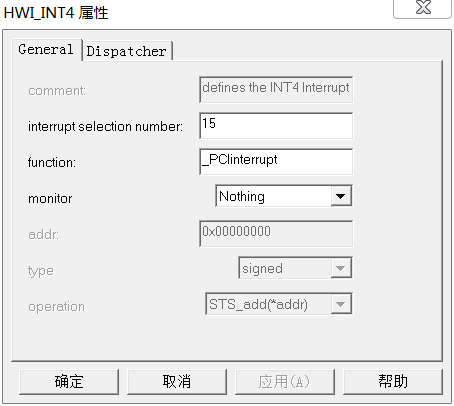 HWI_INT4 属性
General Dispatcher
comment: defines the INT4 Interrupt
interrupt selection number: 15
function: _PCIinterrupt
monitor Nothing
addr: 0x00000000
type signed
operation STS_add(*addr)
确定 取消 应用(A) 帮助